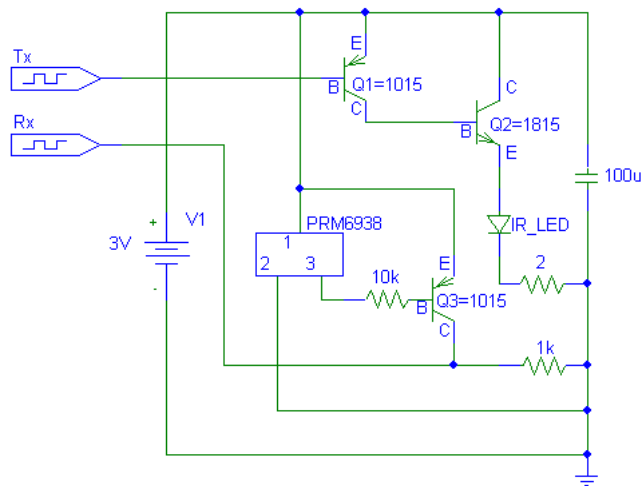 Tx
E
B
Q1=1015
C
C
B
Q2=1815
E
Rx
100u
+
V1
3V
-
PRM6938
1
2
3
IR_LED
2
10k
E
B
Q3=1015
C
1k